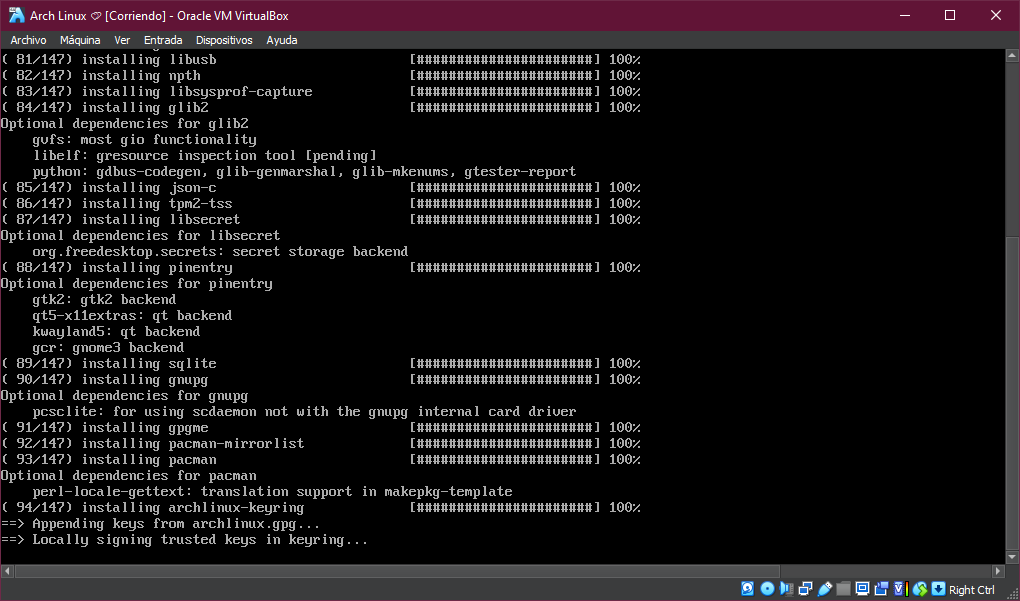 Arch Linux [Corriendo] - Oracle VM VirtualBox
Archivo Máquina Ver Entrada Dispositivos Ayuda
( 81/147) installing libusb [######################] 100%
( 82/147) installing npth [######################] 100%
( 83/147) installing libsysprof-capture [######################] 100%
( 84/147) installing glib2 [######################] 100%
Optional dependencies for glib2
    gvfs: most gio functionality
    libelf: gresource inspection tool [pending]
    python: gdbus-codegen, glib-genmarshal, glib-mkenums, gtester-report
( 85/147) installing json-c [######################] 100%
( 86/147) installing tpm2-tss [######################] 100%
( 87/147) installing libsecret [######################] 100%
Optional dependencies for libsecret
    org.freedesktop.secrets: secret storage backend
( 88/147) installing pinentry [######################] 100%
Optional dependencies for pinentry
    gtk2: gtk2 backend
    qt5-x11extras: qt backend
    kwayland5: qt backend
    gcr: gnome3 backend
( 89/147) installing sqlite [######################] 100%
( 90/147) installing gnupg [######################] 100%
Optional dependencies for gnupg
    pcsclite: for using scdaemon not with the gnupg internal card driver
( 91/147) installing gpgme [######################] 100%
( 92/147) installing pacman-mirrorlist [######################] 100%
( 93/147) installing pacman [######################] 100%
Optional dependencies for pacman
    perl-locale-gettext: translation support in makepkg-template
( 94/147) installing archlinux-keyring [######################] 100%
==> Appending keys from archlinux.gpg...
==> Locally signing trusted keys in keyring...
Right Ctrl